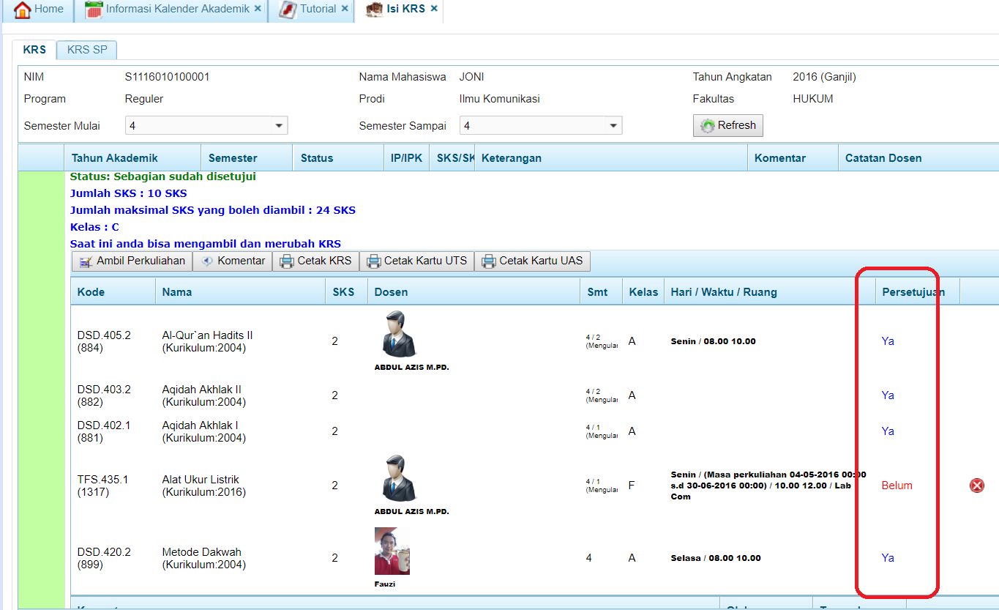 Home Informasi Kalender Akademik Tutorial Isi KRS
KRS KRS SP
NIM S1116010100001 Nama Mahasiswa JONI Tahun Angkatan 2016 (Ganjil)
Program Reguler Prodi Ilmu Komunikasi Fakultas HUKUM
Semester Mulai 4 Semester Sampai 4 Refresh
Tahun Akademik Semester Status IP/IPK SKS/SK Keterangan Komentar Catatan Dosen
Status: Sebagian sudah disetujui
Jumlah SKS : 10 SKS
Jumlah maksimal SKS yang boleh diambil : 24 SKS
Kelas : C
Saat ini anda bisa mengambil dan merubah KRS
Ambil Perkuliahan Komentar Cetak KRS Cetak Kartu UTS Cetak Kartu UAS
Kode Nama SKS Dosen Smt Kelas Hari / Waktu / Ruang Persetujuan
DSD.405.2 Al-Qur`an Hadits II 2 4 / 2 A Senin / 08.00 10.00 Ya
(884) (Kurikulum:2004) (Mengular
ABDUL AZIS M.PD.
DSD.403.2 Aqidah Akhlak II 2 4 / 2 A Ya
(882) (Kurikulum:2004) (Mengular
DSD.402.1 Aqidah Akhlak I 2 4 / 1 A Ya
(881) (Kurikulum:2004) (Mengular
TFS.435.1 Alat Ukur Listrik 2 4 / 1 F Senin / (Masa perkuliahan 04-05-2016 00:00 Belum
(1317) (Kurikulum:2016) (Mengular s.d 30-06-2016 00:00) / 10.00 12.00 / Lab
Com
ABDUL AZIS M.PD.
DSD.420.2 Metode Dakwah 2 4 A Selasa / 08.00 10.00 Ya
(899) (Kurikulum:2004)
Fauzi